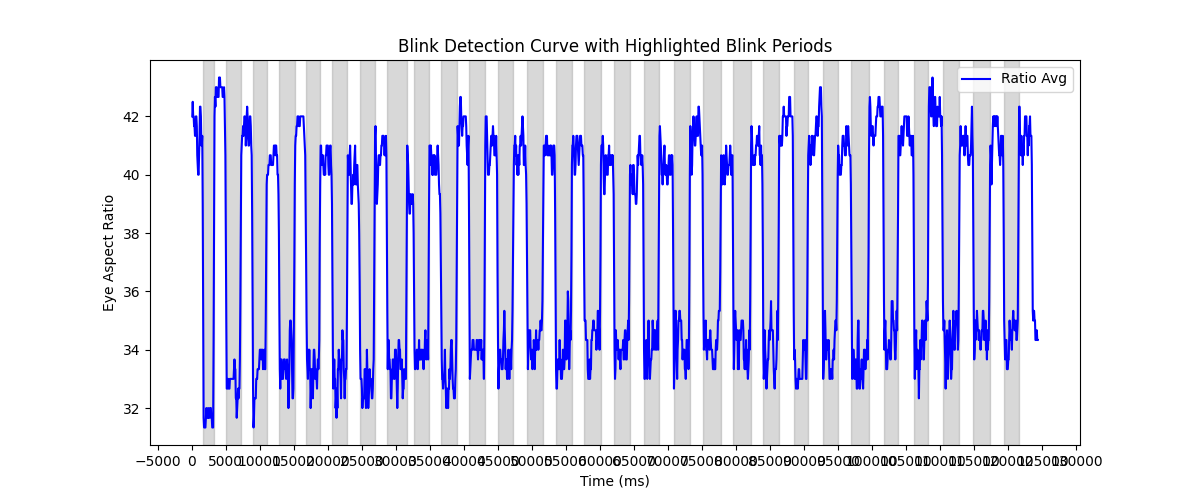 Blink Detection Curve with Highlighted Blink Periods
Ratio Avg
Eye Aspect Ratio
42
40
38
36
34
32
−5000 0 5000 10000 15000 20000 25000 30000 35000 40000 45000 50000 55000 60000 65000 70000 75000 80000 85000 90000 95000 100000 105000 110000 115000 120000 125000 130000
Time (ms)